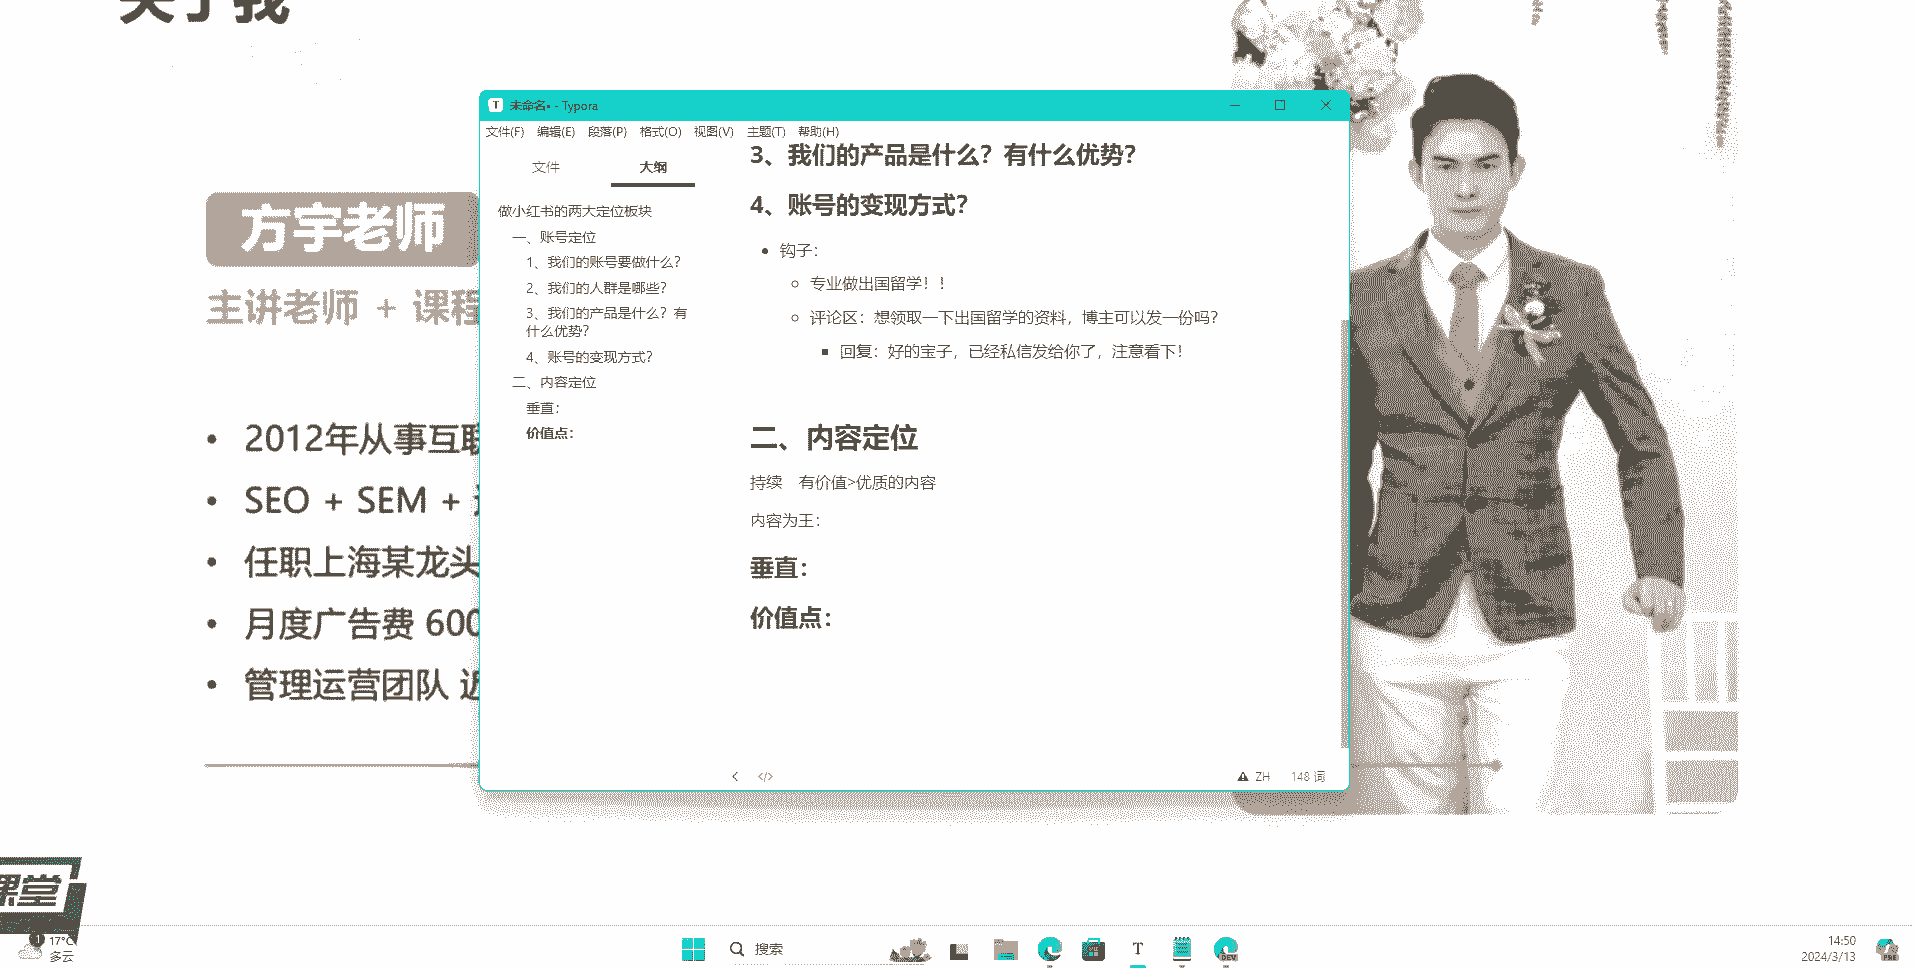 关于我
方宇老师
主讲老师 + 课程
2012年从事互联
SEO + SEM +
任职上海某龙头
月度广告费 600
管理运营团队 近
未命名• - Typora
文件(F) 编辑(E) 段落(P) 格式(O) 视图(V) 主题(T) 帮助(H)
文件 大纲
做小红书的两大定位板块
一、账号定位
1、我们的账号要做什么？
2、我们的人群是哪些？
3、我们的产品是什么？有
什么优势？
4、账号的变现方式？
二、内容定位
垂直：
价值点：
3、我们的产品是什么？有什么优势？
4、账号的变现方式？
钩子：
专业做出国留学！！
评论区：想领取一下出国留学的资料，博主可以发一份吗？
回复：好的宝子，已经私信发给你了，注意看下！
二、内容定位
持续 有价值>优质的内容
内容为王：
垂直：
价值点：
</> ZH 148 词
课堂
1 17°C
多云
搜索
DEV
14:50
2024/3/13
PRE